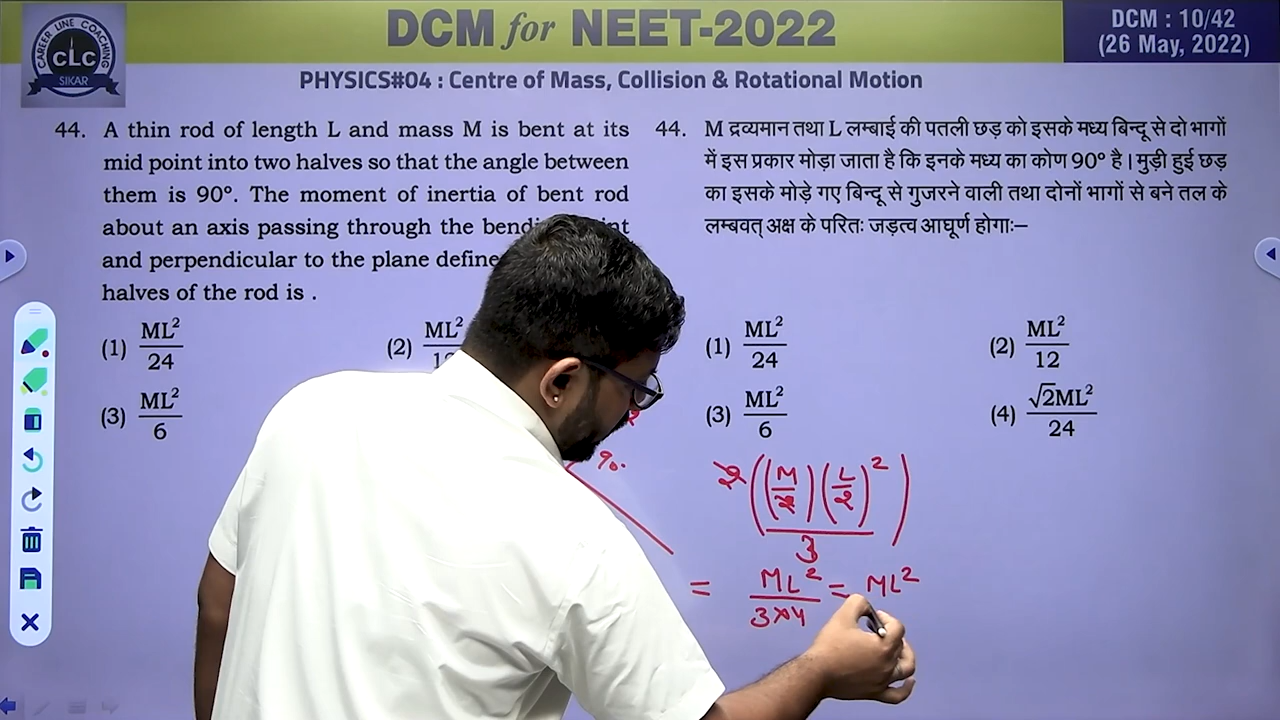 CAREER LINE COACHING
CLC
SIKAR
DCM for NEET-2022
DCM : 10/42
(26 May, 2022)
PHYSICS#04 : Centre of Mass, Collision & Rotational Motion
44. A thin rod of length L and mass M is bent at its
mid point into two halves so that the angle between
them is 90°. The moment of inertia of bent rod
about an axis passing through the
and perpendicular to the plane
halves of the rod is .
(1) ML²/24
(2) ML²
(3) ML²/6
44. M द्रव्यमान तथा L लम्बाई की पतली छड़ को इसके मध्य बिन्दू से दो भागों
में इस प्रकार मोड़ा जाता है कि इनके मध्य का कोण 90° है। मुड़ी हुई छड़
का इसके मोड़े गए बिन्दू से गुजरने वाली तथा दोनों भागों से बने तल के
लम्बवत् अक्ष के परितः जड़त्व आघूर्ण होगाः–
(1) ML²/24
(2) ML²/12
(3) ML²/6
(4) √2ML²/24
90°
2((M/2)(L/2)²/3)
= ML²/3×4 = ML²